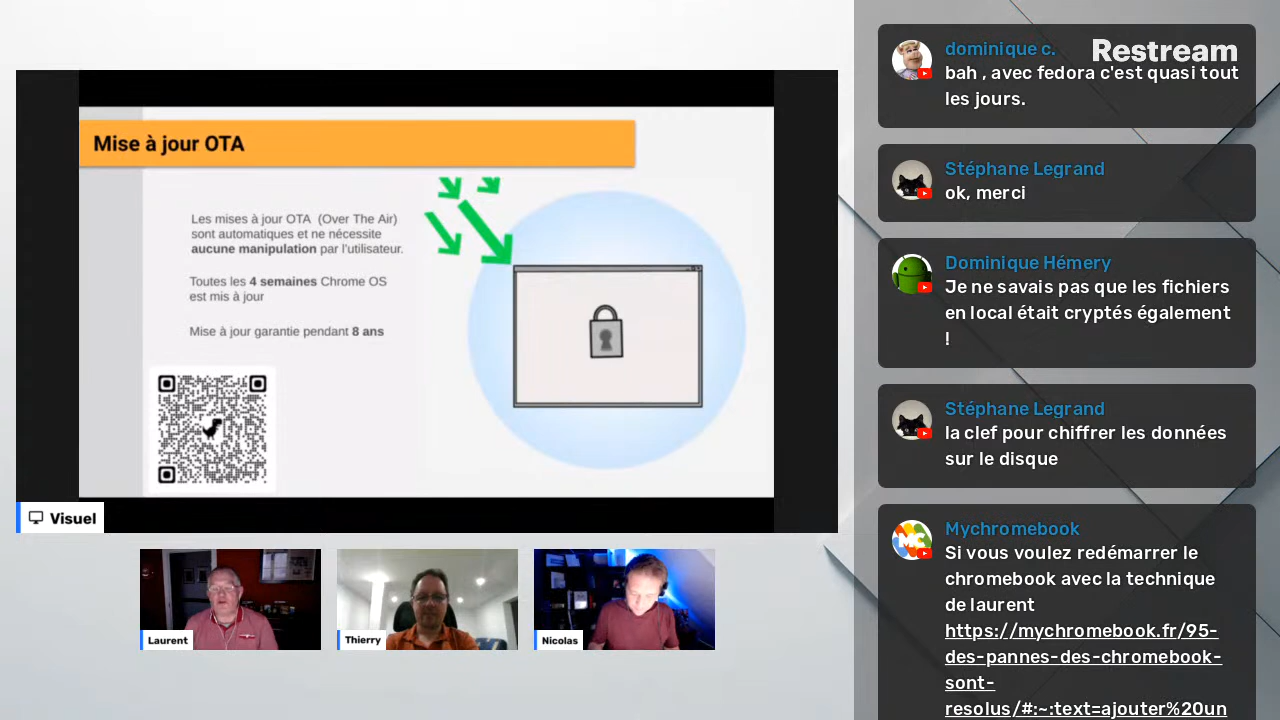 Mise à jour OTA
Les mises à jour OTA (Over The Air)
sont automatiques et ne nécessite
aucune manipulation par l'utilisateur.
Toutes les 4 semaines Chrome OS
est mis à jour
Mise à jour garantie pendant 8 ans
Visuel
Laurent
Thierry
Nicolas
Restream
dominique c.
bah , avec fedora c'est quasi tout
les jours.
Stéphane Legrand
ok, merci
Dominique Hémery
Je ne savais pas que les fichiers
en local était cryptés également
!
Stéphane Legrand
la clef pour chiffrer les données
sur le disque
Mychromebook
Si vous voulez redémarrer le
chromebook avec la technique
de laurent
https://mychromebook.fr/95-
des-pannes-des-chromebook-
sont-
resolus/#:~:text=ajouter%20un
MC